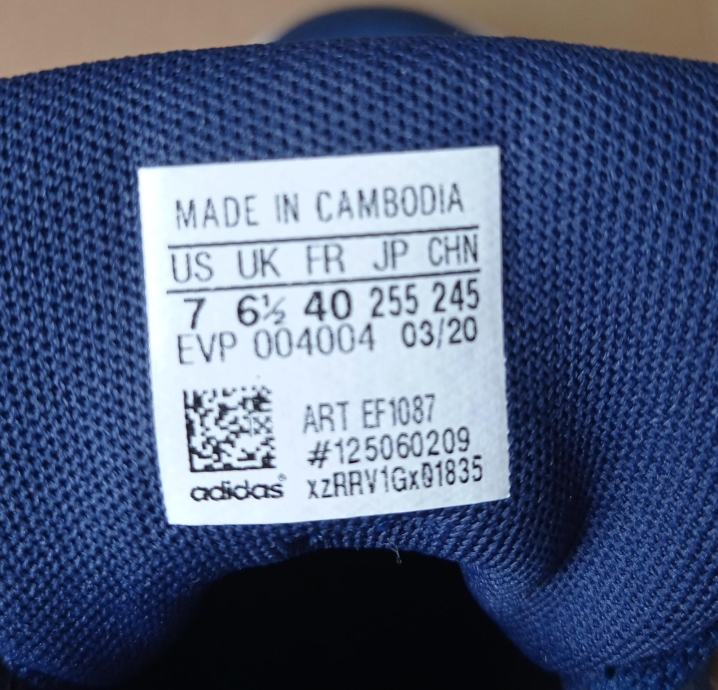 MADE IN CAMBODIA
US UK FR JP CHN
7 6½ 40 255 245
EVP 004004 03/20
ART EF1087
#125060209
adidas xzRRV1GxQ1835